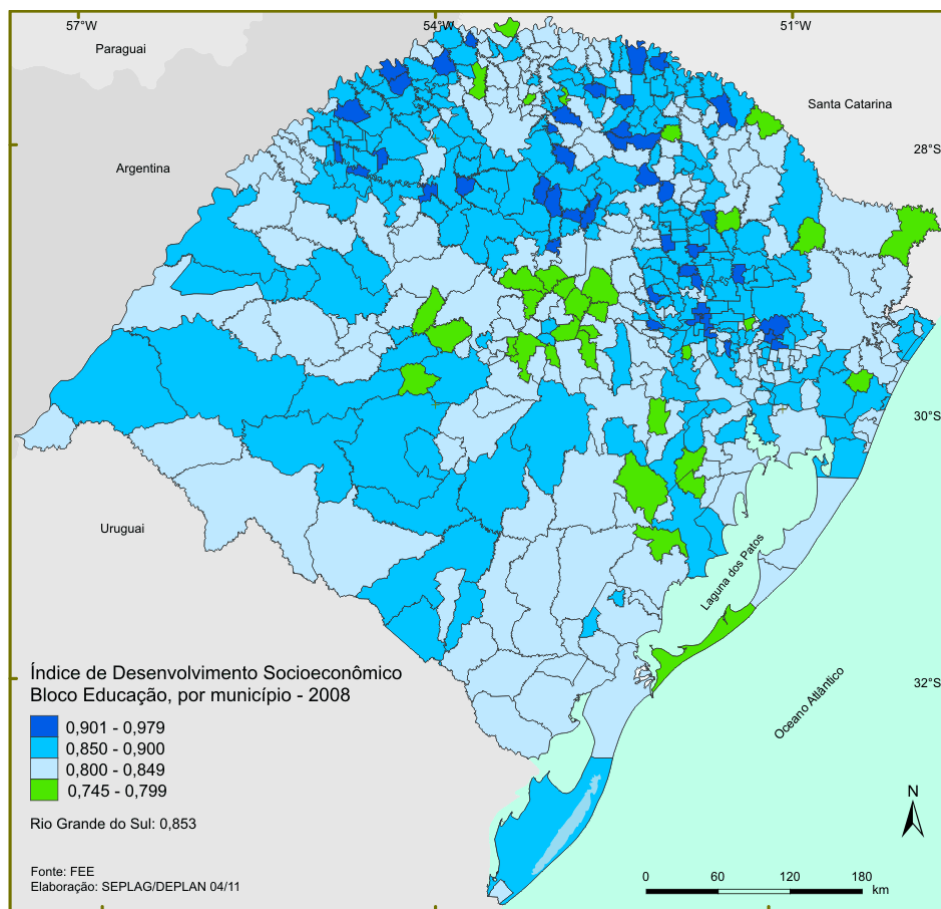 57°W
54°W
51°W
Paraguai
Santa Catarina
28°S
Argentina
30°S
Uruguai
Laguna dos Patos
32°S
Oceano Atlântico
Índice de Desenvolvimento Socioeconômico
Bloco Educação, por município - 2008
0,901 - 0,979
0,850 - 0,900
0,800 - 0,849
0,745 - 0,799
Rio Grande do Sul: 0,853
N
Fonte: FEE
Elaboração: SEPLAG/DEPLAN 04/11
0 60 120 180
km